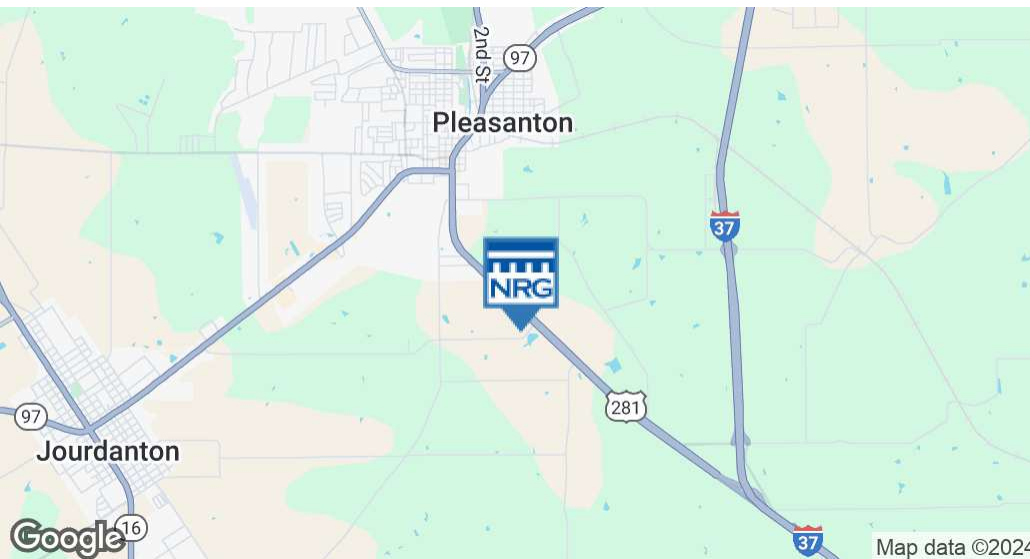 2nd St
97
Pleasanton
37
NRG
281
97
Jourdanton
16
Google
37
Map data ©2024